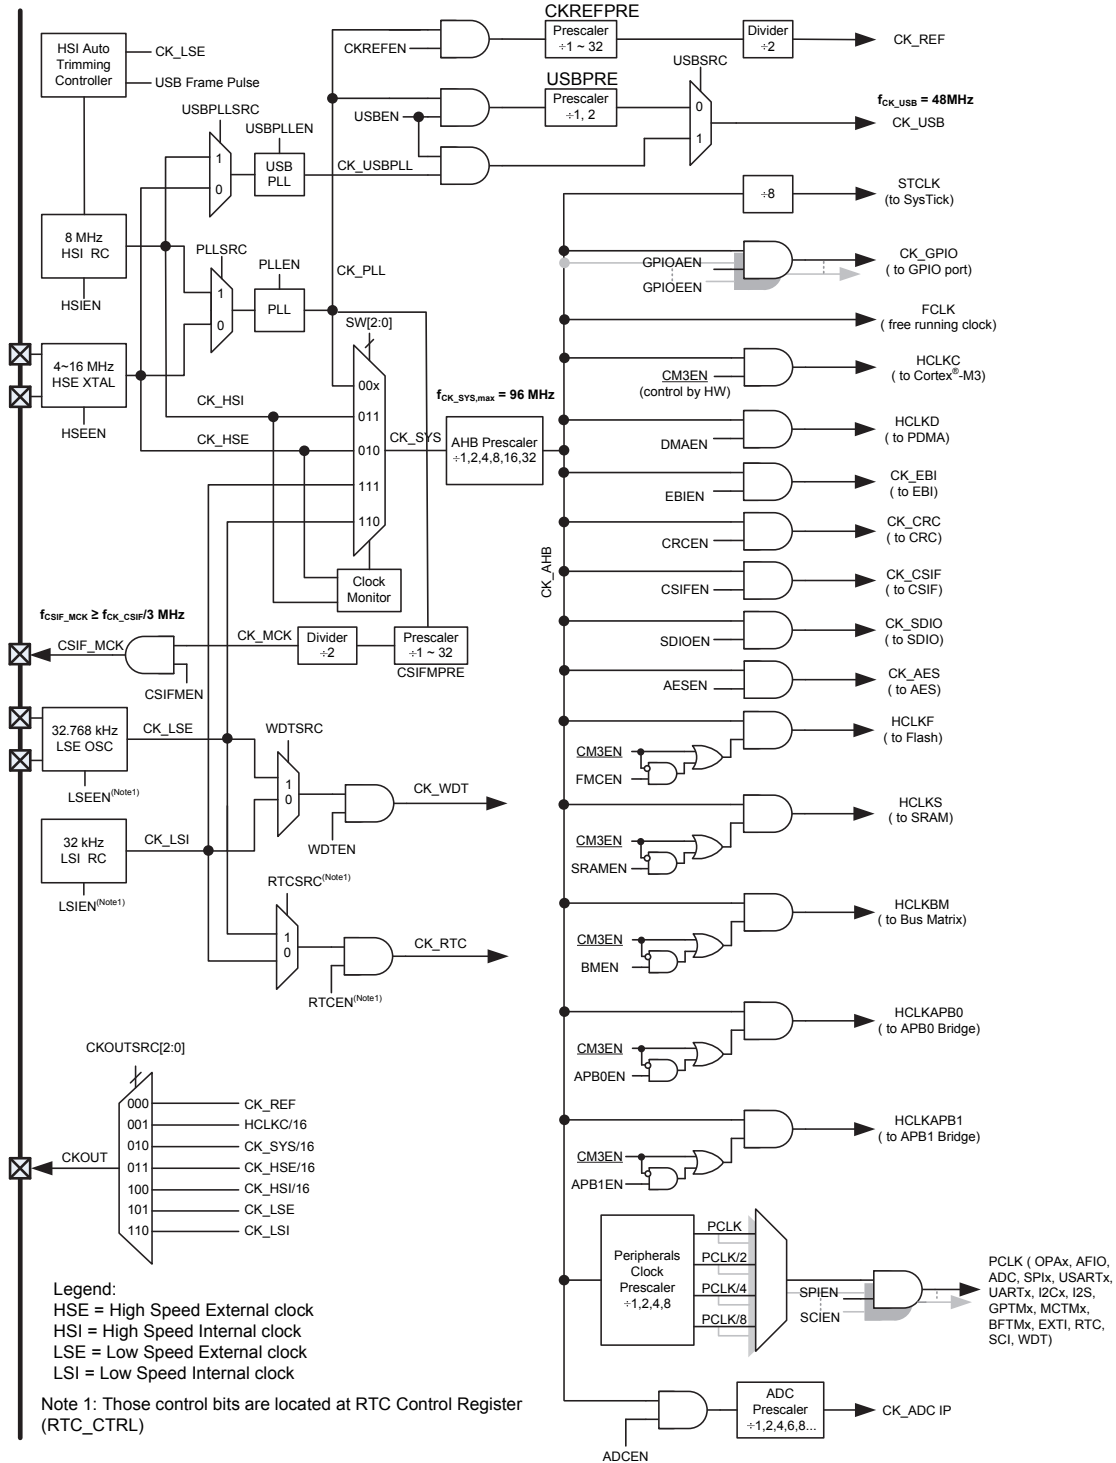 CKREFPRE
Prescaler
÷1 ~ 32
CKREFEN
Divider
÷2
CK_REF
HSI Auto
Trimming
Controller
CK_LSE
USB Frame Pulse
USBPRE
Prescaler
÷1, 2
USBEN
USBSRC
0
1
fCK_USB = 48MHz
CK_USB
USBPLLSRC
1
0
USBPLLEN
USB
PLL
CK_USBPLL
÷8
STCLK
(to SysTick)
8 MHz
HSI RC
HSIEN
PLLSRC
1
0
PLLEN
PLL
CK_PLL
GPIOAEN
GPIOEEN
CK_GPIO
( to GPIO port)
FCLK
( free running clock)
4~16 MHz
HSE XTAL
HSEEN
SW[2:0]
00x
011
010
111
110
CK_HSI
CK_HSE
CK_SYS
fCK_SYS,max = 96 MHz
AHB Prescaler
÷1,2,4,8,16,32
CM3EN
(control by HW)
HCLKC
( to Cortex®-M3)
DMAEN
HCLKD
( to PDMA)
EBIEN
CK_EBI
( to EBI)
CRCEN
CK_CRC
( to CRC)
CK_AHB
Clock
Monitor
CSIFEN
CK_CSIF
( to CSIF)
fCSIF_MCK ≥ fCK_CSIF/3 MHz
CSIF_MCK
CSIFMEN
CK_MCK
Divider
÷2
Prescaler
÷1 ~ 32
CSIFMPRE
SDIOEN
CK_SDIO
( to SDIO)
AESEN
CK_AES
( to AES)
32.768 kHz
LSE OSC
LSEEN(Note1)
CK_LSE
WDTSRC
1
0
WDTEN
CK_WDT
CM3EN
FMCEN
HCLKF
( to Flash)
32 kHz
LSI RC
LSIEN(Note1)
CK_LSI
CM3EN
SRAMEN
HCLKS
( to SRAM)
RTCSRC(Note1)
1
0
RTCEN(Note1)
CK_RTC
CM3EN
BMEN
HCLKBM
( to Bus Matrix)
CM3EN
APB0EN
HCLKAPB0
( to APB0 Bridge)
CKOUTSRC[2:0]
CKOUT
000 CK_REF
001 HCLKC/16
010 CK_SYS/16
011 CK_HSE/16
100 CK_HSI/16
101 CK_LSE
110 CK_LSI
CM3EN
APB1EN
HCLKAPB1
( to APB1 Bridge)
Peripherals
Clock
Prescaler
÷1,2,4,8
PCLK
PCLK/2
PCLK/4
PCLK/8
SPIEN
SCIEN
PCLK ( OPAx, AFIO,
ADC, SPIx, USARTx,
UARTx, I2Cx, I2S,
GPTMx, MCTMx,
BFTMx, EXTI, RTC,
SCI, WDT)
ADCEN
ADC
Prescaler
÷1,2,4,6,8...
CK_ADC IP
Legend:
HSE = High Speed External clock
HSI = High Speed Internal clock
LSE = Low Speed External clock
LSI = Low Speed Internal clock
Note 1: Those control bits are located at RTC Control Register
(RTC_CTRL)